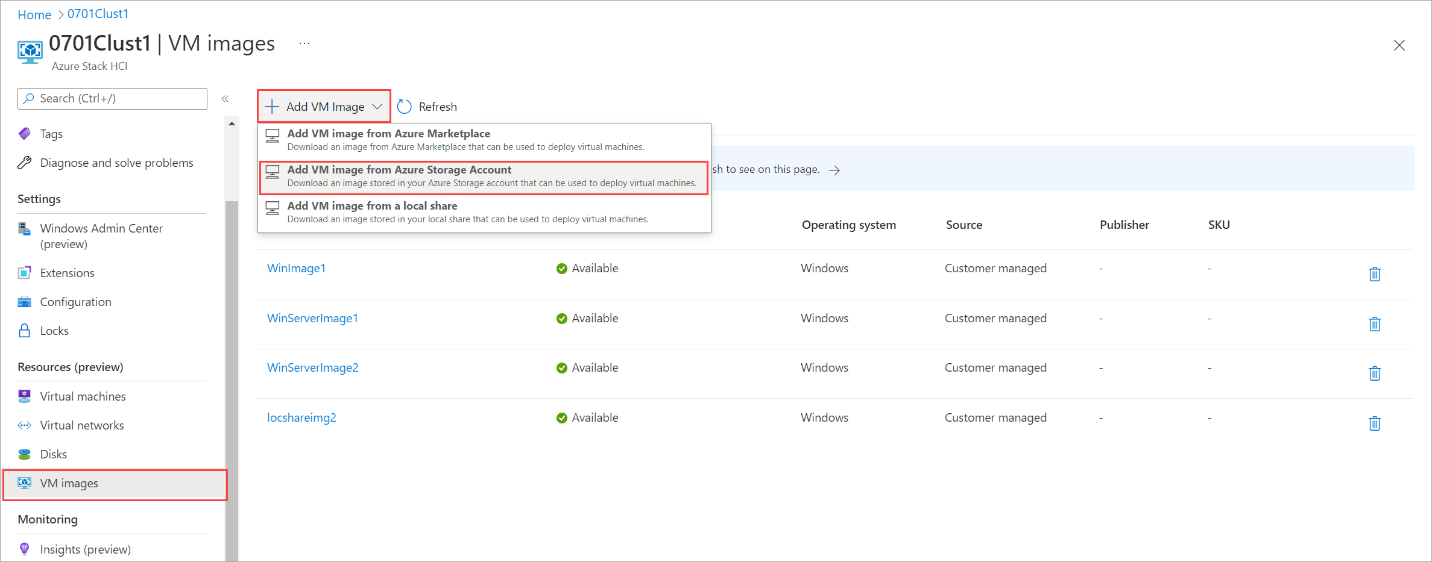 Home > 0701Clust1
0701Clust1 | VM images ...
Azure Stack HCI
Search (Ctrl+/)
«
Tags
Diagnose and solve problems
Settings
Windows Admin Center
(preview)
Extensions
Configuration
Locks
Resources (preview)
Virtual machines
Virtual networks
Disks
VM images
Monitoring
Insights (preview)
Add VM Image
Refresh
Add VM image from Azure Marketplace
Download an image from Azure Marketplace that can be used to deploy virtual machines.
Add VM image from Azure Storage Account
Download an image stored in your Azure Storage account that can be used to deploy virtual machines.
Add VM image from a local share
Download an image stored in your local share that can be used to deploy virtual machines.
sh to see on this page. →
Operating system Source Publisher SKU
WinImage1 Available Windows Customer managed - -
WinServerImage1 Available Windows Customer managed - -
WinServerImage2 Available Windows Customer managed - -
locshareimg2 Available Windows Customer managed - -